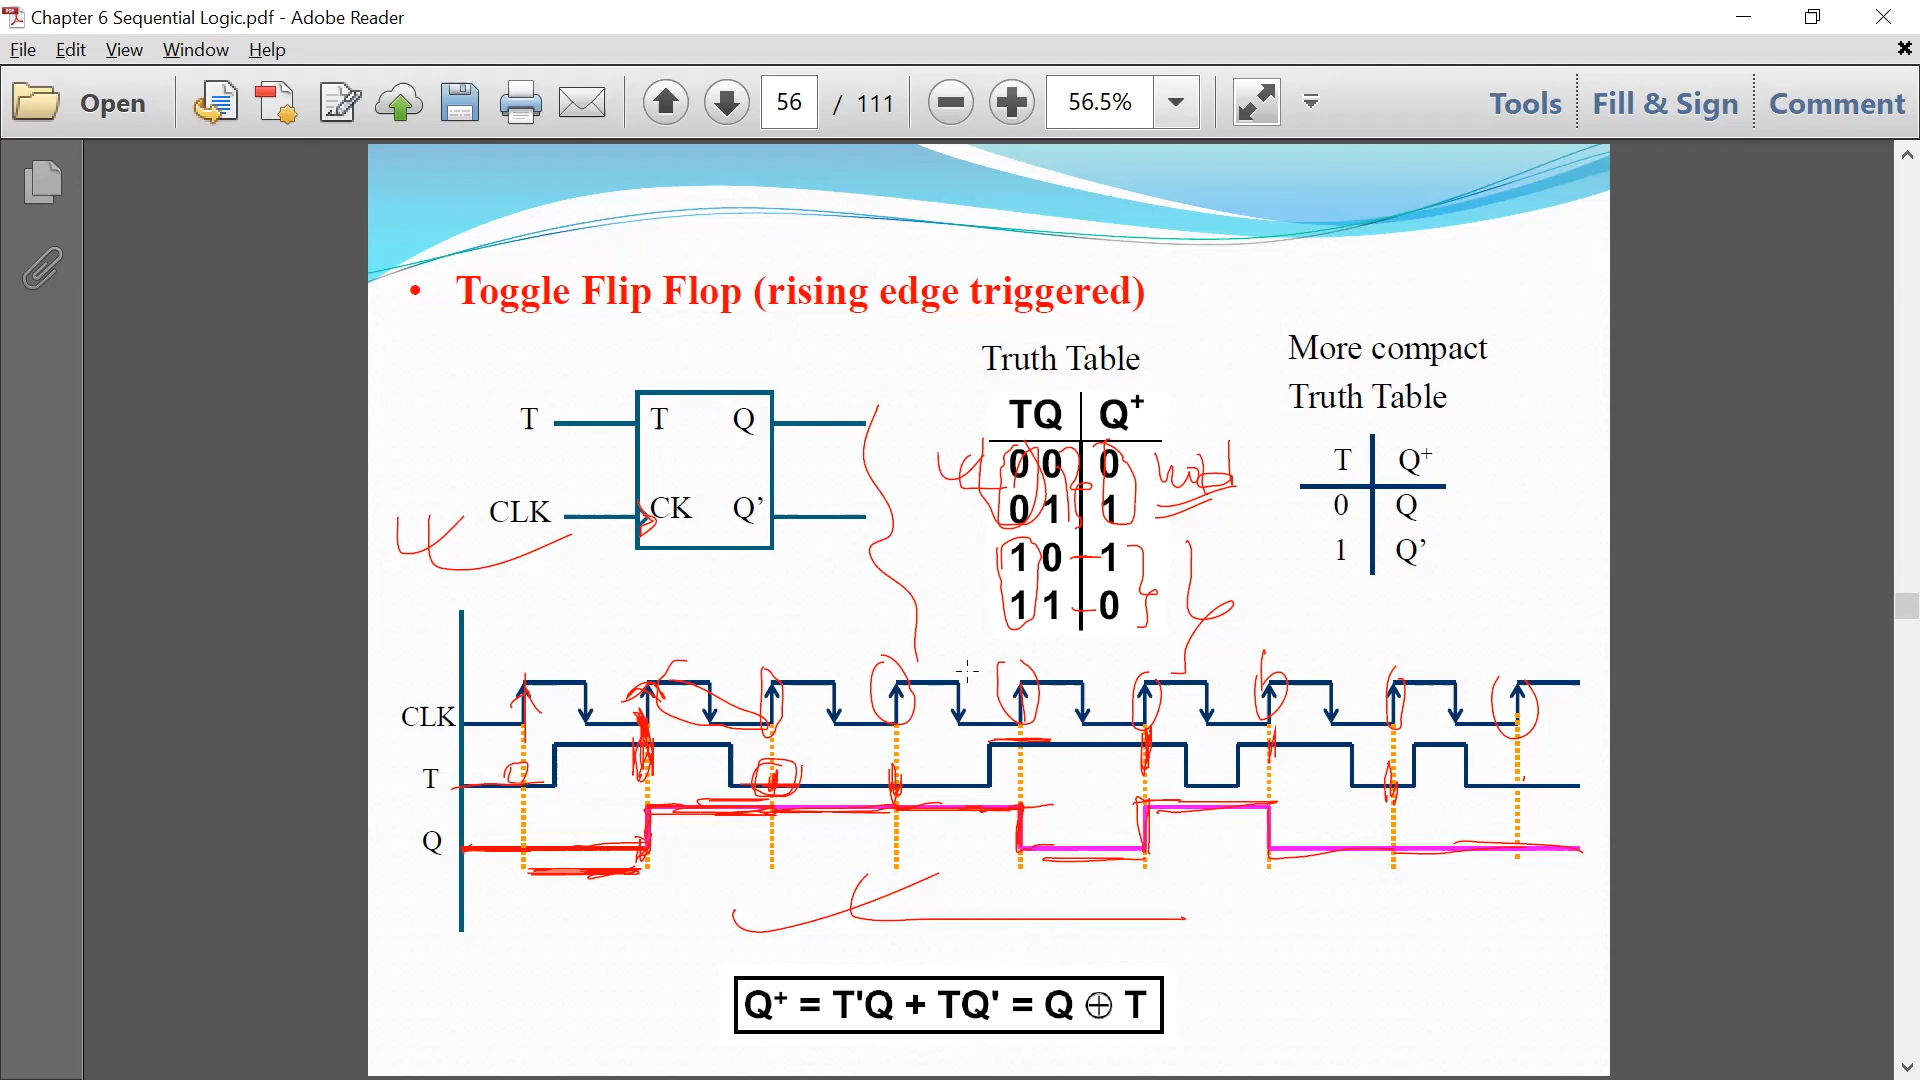 Chapter 6 Sequential Logic.pdf - Adobe Reader
File Edit View Window Help
Open 56 / 111 56.5% Tools Fill & Sign Comment
• Toggle Flip Flop (rising edge triggered)
T T Q
CLK CK Q’
Truth Table
TQ Q⁺
0 0 0 hold
0 1 1
1 0 1
1 1 0
More compact
Truth Table
T Q⁺
0 Q
1 Q’
CLK
T
Q
Q⁺ = T'Q + TQ' = Q ⊕ T